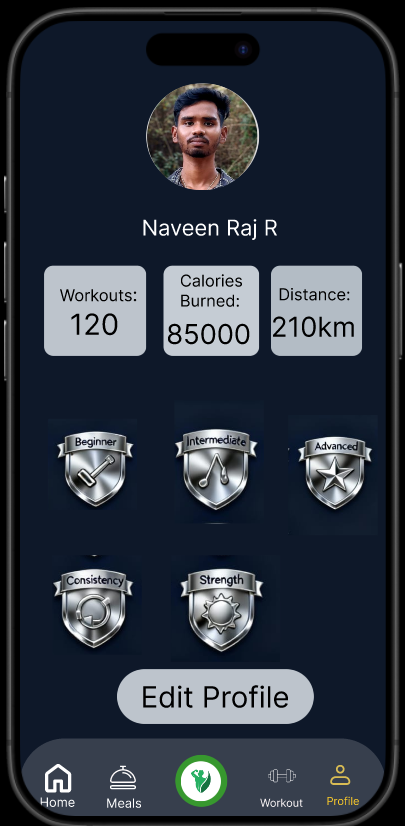 Naveen Raj R
Workouts:
120
Calories
Burned:
85000
Distance:
210km
Beginner
Intermediate
Advanced
Consistency
Strength
Edit Profile
Home
Meals
Workout
Profile